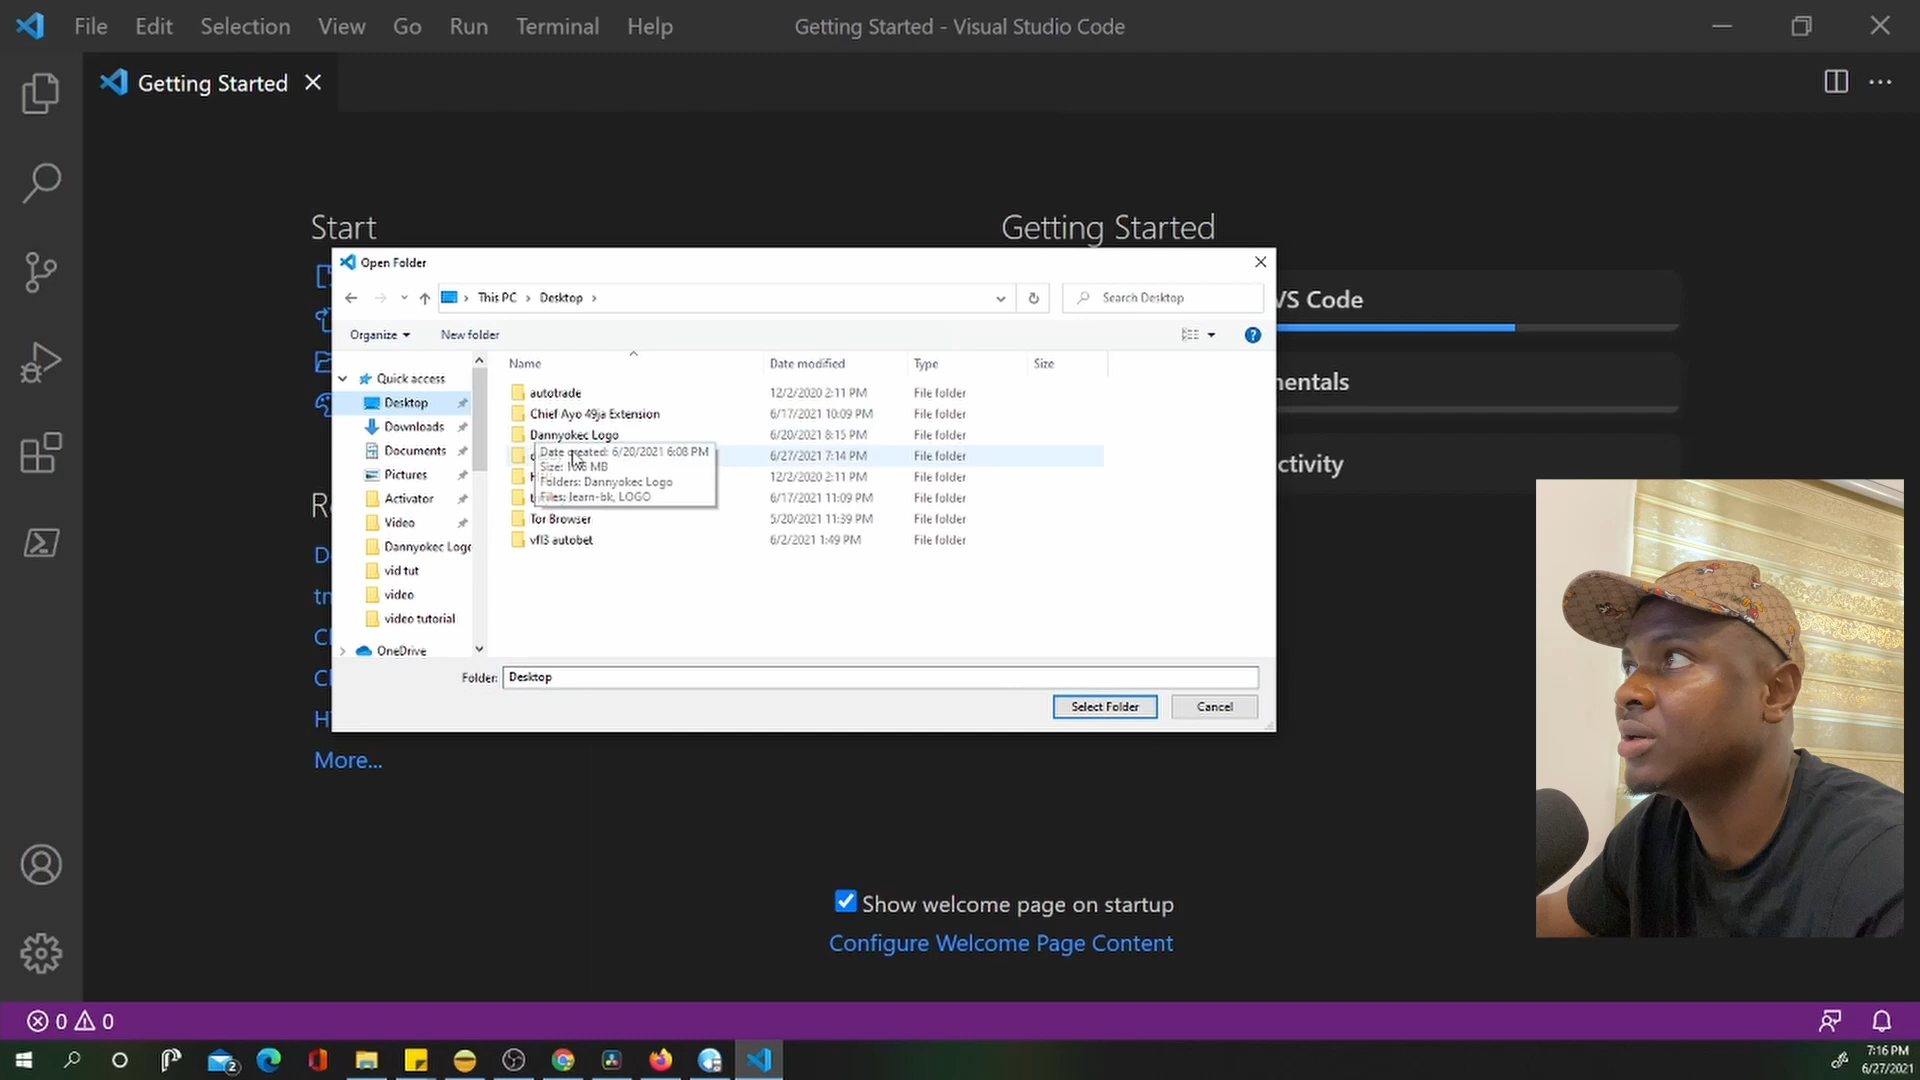 File Edit Selection View Go Run Terminal Help
Getting Started - Visual Studio Code
Getting Started
Start
Getting Started
Open Folder
This PC > Desktop >
Search Desktop
Organize
New folder
Name Date modified Type Size
Quick access
Desktop
Downloads
Documents
Pictures
Activator
Video
Dannyokec Logo
vid tut
video
video tutorial
OneDrive
autotrade 12/2/2020 2:11 PM File folder
Chief Ayo 49ja Extension 6/17/2021 10:09 PM File folder
Dannyokec Logo 6/20/2021 8:15 PM File folder
6/27/2021 7:14 PM File folder
12/2/2020 2:11 PM File folder
6/17/2021 11:09 PM File folder
Tor Browser 5/20/2021 11:39 PM File folder
vfl3 autobet 6/2/2021 1:49 PM File folder
Date created: 6/20/2021 6:08 PM
Size: MB
Folders: Dannyokec Logo
Files: learn-bk, LOGO
Folder: Desktop
Select Folder Cancel
VS Code
mentals
ctivity
More...
Show welcome page on startup
Configure Welcome Page Content
0 0
2
7:16 PM
6/27/2021